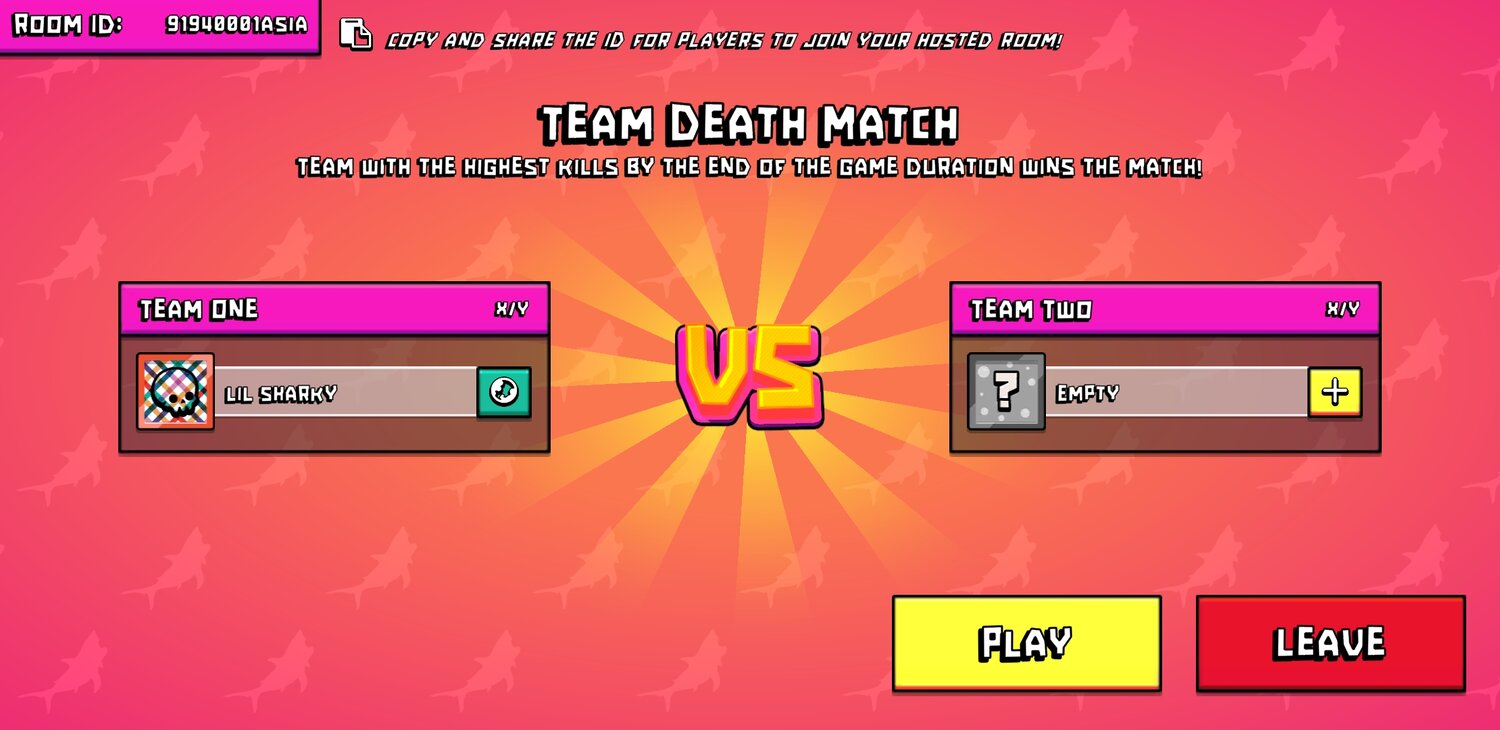 ROOM ID: 91940001ASIA
COPY AND SHARE THE ID FOR PLAYERS TO JOIN YOUR HOSTED ROOM!
TEAM DEATH MATCH
TEAM WITH THE HIGHEST KILLS BY THE END OF THE GAME DURATION WINS THE MATCH!
TEAM ONE X/Y
LIL SHARKY
VS
TEAM TWO X/Y
?
EMPTY
+
PLAY
LEAVE